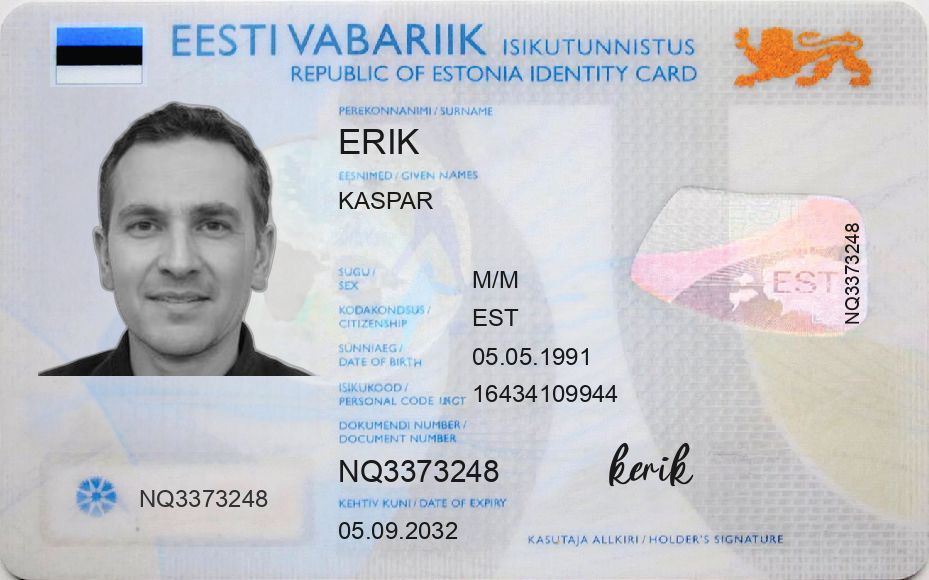 EESTI VABARIIK ISIKUTUNNISTUS
REPUBLIC OF ESTONIA IDENTITY CARD
PEREKONNANIMI / SURNAME
ERIK
EESNIMED / GIVEN NAMES
KASPAR
SUGU / SEX M/M
KODAKONDSUS / CITIZENSHIP EST
SÜNNIAEG / DATE OF BIRTH 05.05.1991
ISIKUKOOD / PERSONAL CODE 16434109944
DOKUMENDI NUMBER / DOCUMENT NUMBER
NQ3373248
KEHTIV KUNI / DATE OF EXPIRY
05.09.2032
NQ3373248
EST
NQ3373248
kerik
KASUTAJA ALLKIRI / HOLDER'S SIGNATURE